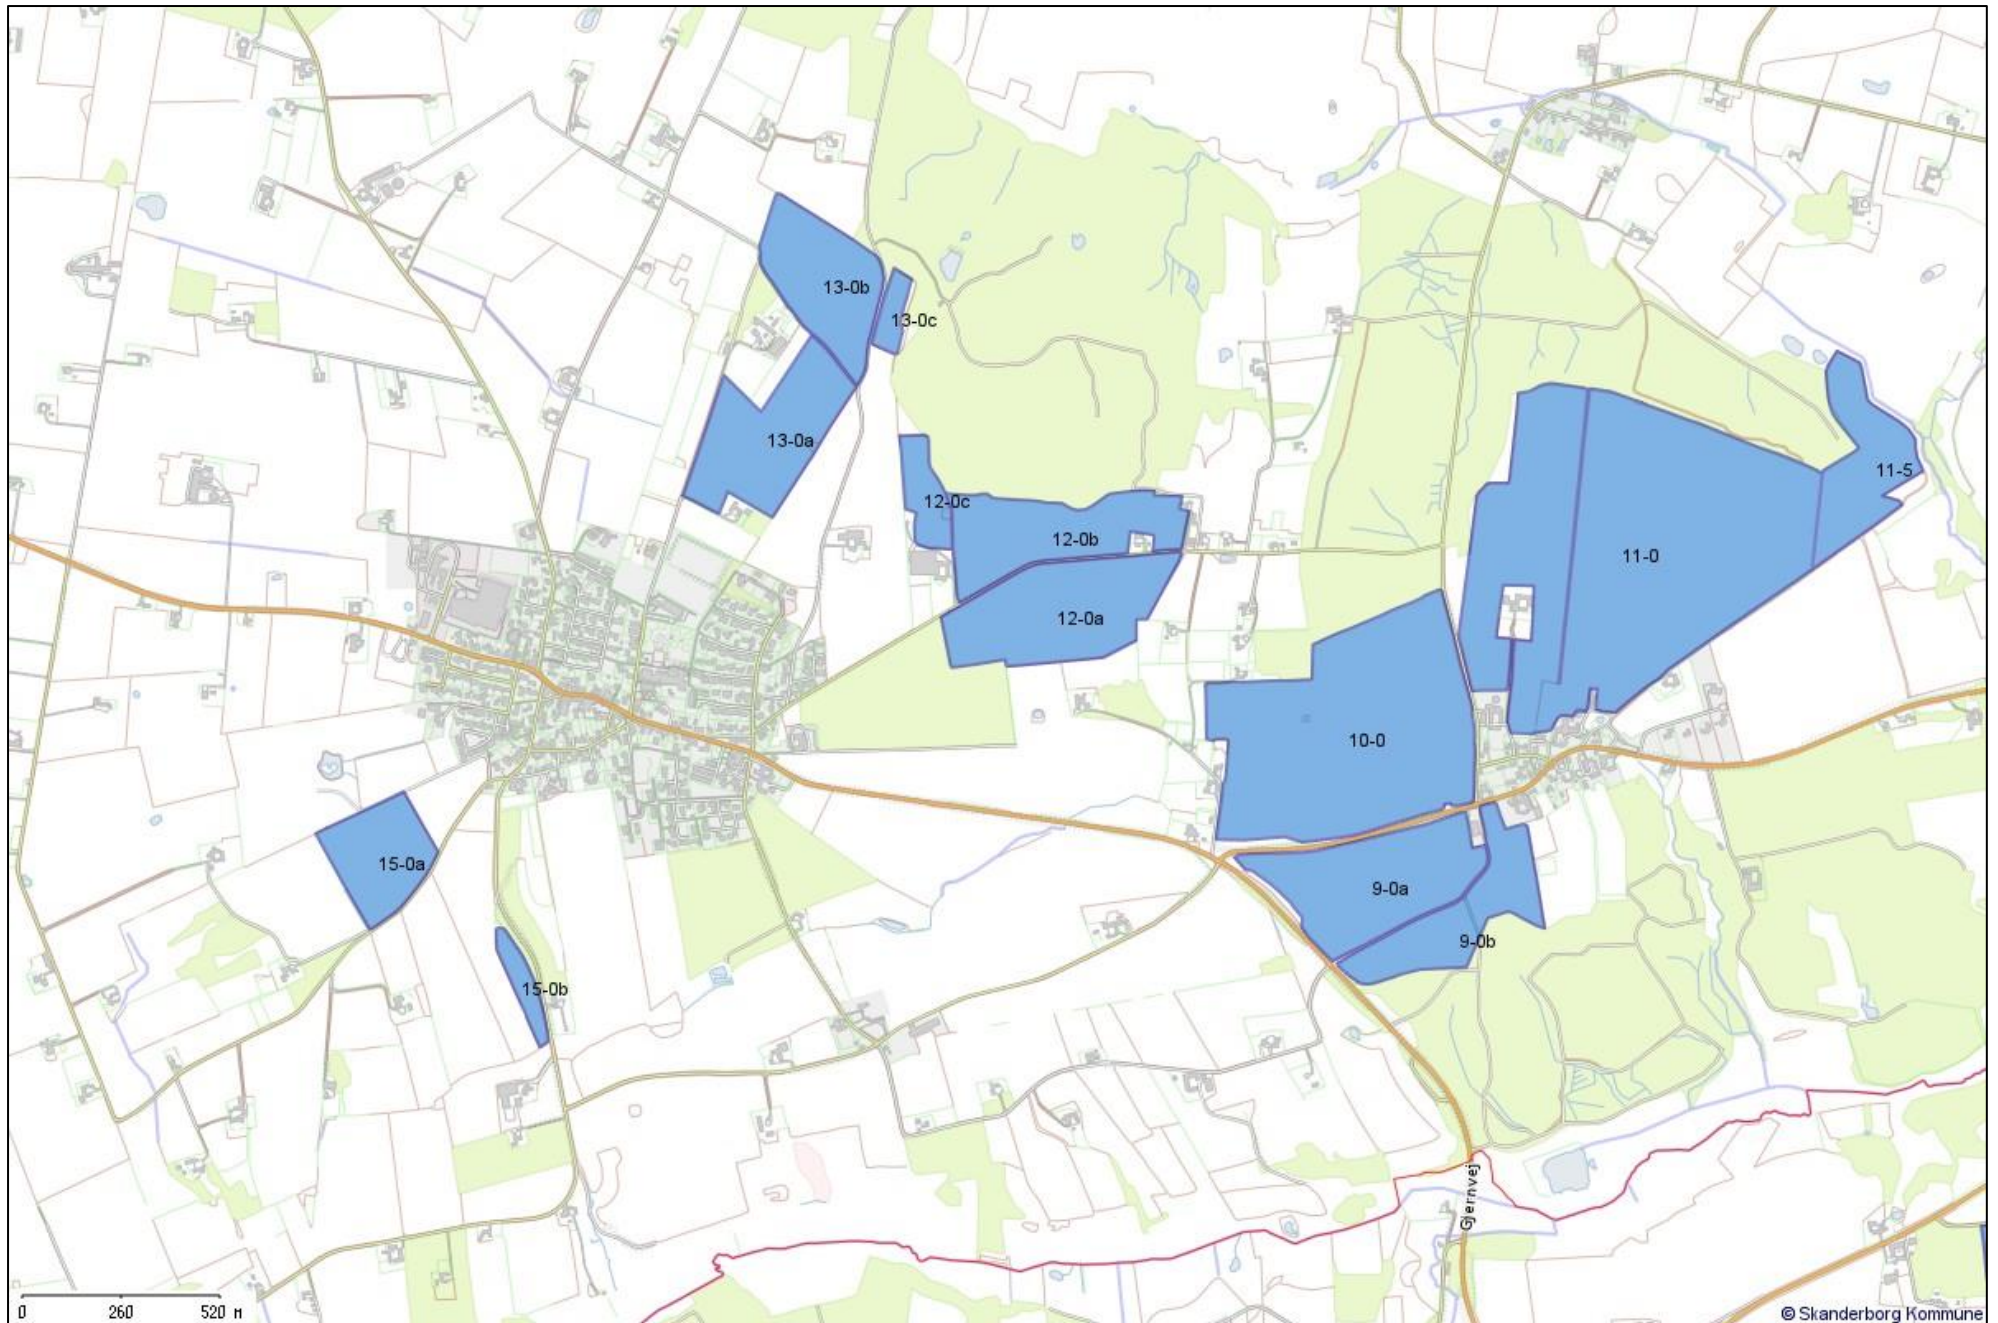 13-0b
13-0c
13-0a
11-5
12-0c
12-0b
11-0
12-0a
10-0
15-0a
9-0a
9-0b
15-0b
Gjernvej
0 260 520 M
© Skanderborg Kommune